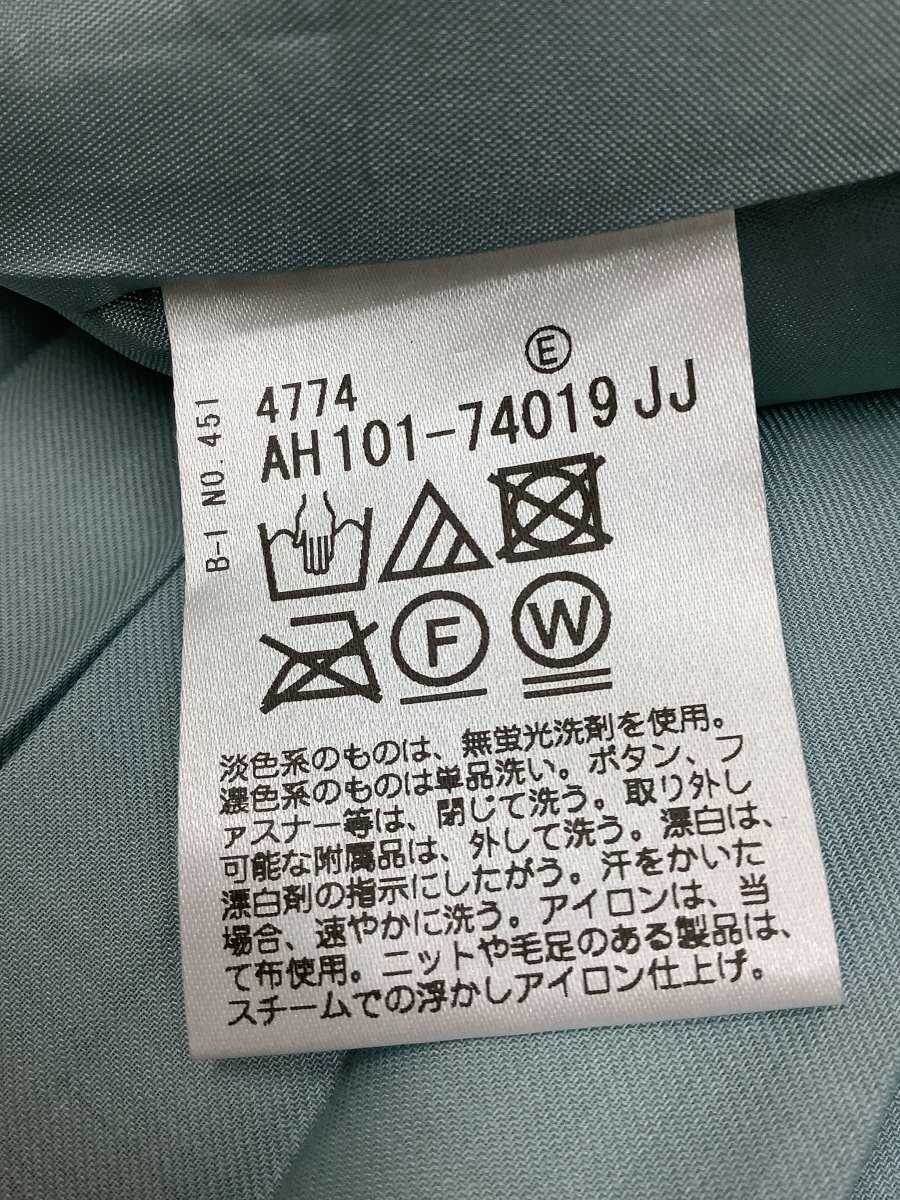 E
4774
AH101-74019 JJ
B-1 NO.451
F
W
淡色系のものは、無蛍光洗剤を使用。
濃色系のものは単品洗い。ボタン、フ
ァスナー等は、閉じて洗う。取り外し
可能な附属品は、外して洗う。漂白は、
漂白剤の指示にしたがう。汗をかいた
場合、速やかに洗う。アイロンは、当
て布使用。ニットや毛足のある製品は、
スチームでの浮かしアイロン仕上げ。